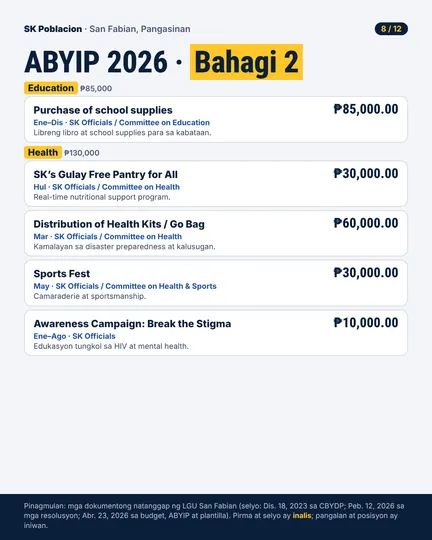 SK Poblacion · San Fabian, Pangasinan
8 / 12
ABYIP 2026 · Bahagi 2
Education ₱85,000
Purchase of school supplies ₱85,000.00
Ene–Dis · SK Officials / Committee on Education
Libreng libro at school supplies para sa kabataan.
Health ₱130,000
SK’s Gulay Free Pantry for All ₱30,000.00
Hul · SK Officials / Committee on Health
Real-time nutritional support program.
Distribution of Health Kits / Go Bag ₱60,000.00
Mar · SK Officials / Committee on Health
Kamalayan sa disaster preparedness at kalusugan.
Sports Fest ₱30,000.00
May · SK Officials / Committee on Health & Sports
Camaraderie at sportsmanship.
Awareness Campaign: Break the Stigma ₱10,000.00
Ene–Ago · SK Officials
Edukasyon tungkol sa HIV at mental health.
Pinagmulan: mga dokumentong natanggap ng LGU San Fabian (selyo: Dis. 18, 2023 sa CBYDP; Peb. 12, 2026 sa
mga resolusyon; Abr. 23, 2026 sa budget, ABYIP at plantilla). Pirma at selyo ay inalis; pangalan at posisyon ay
iniwan.